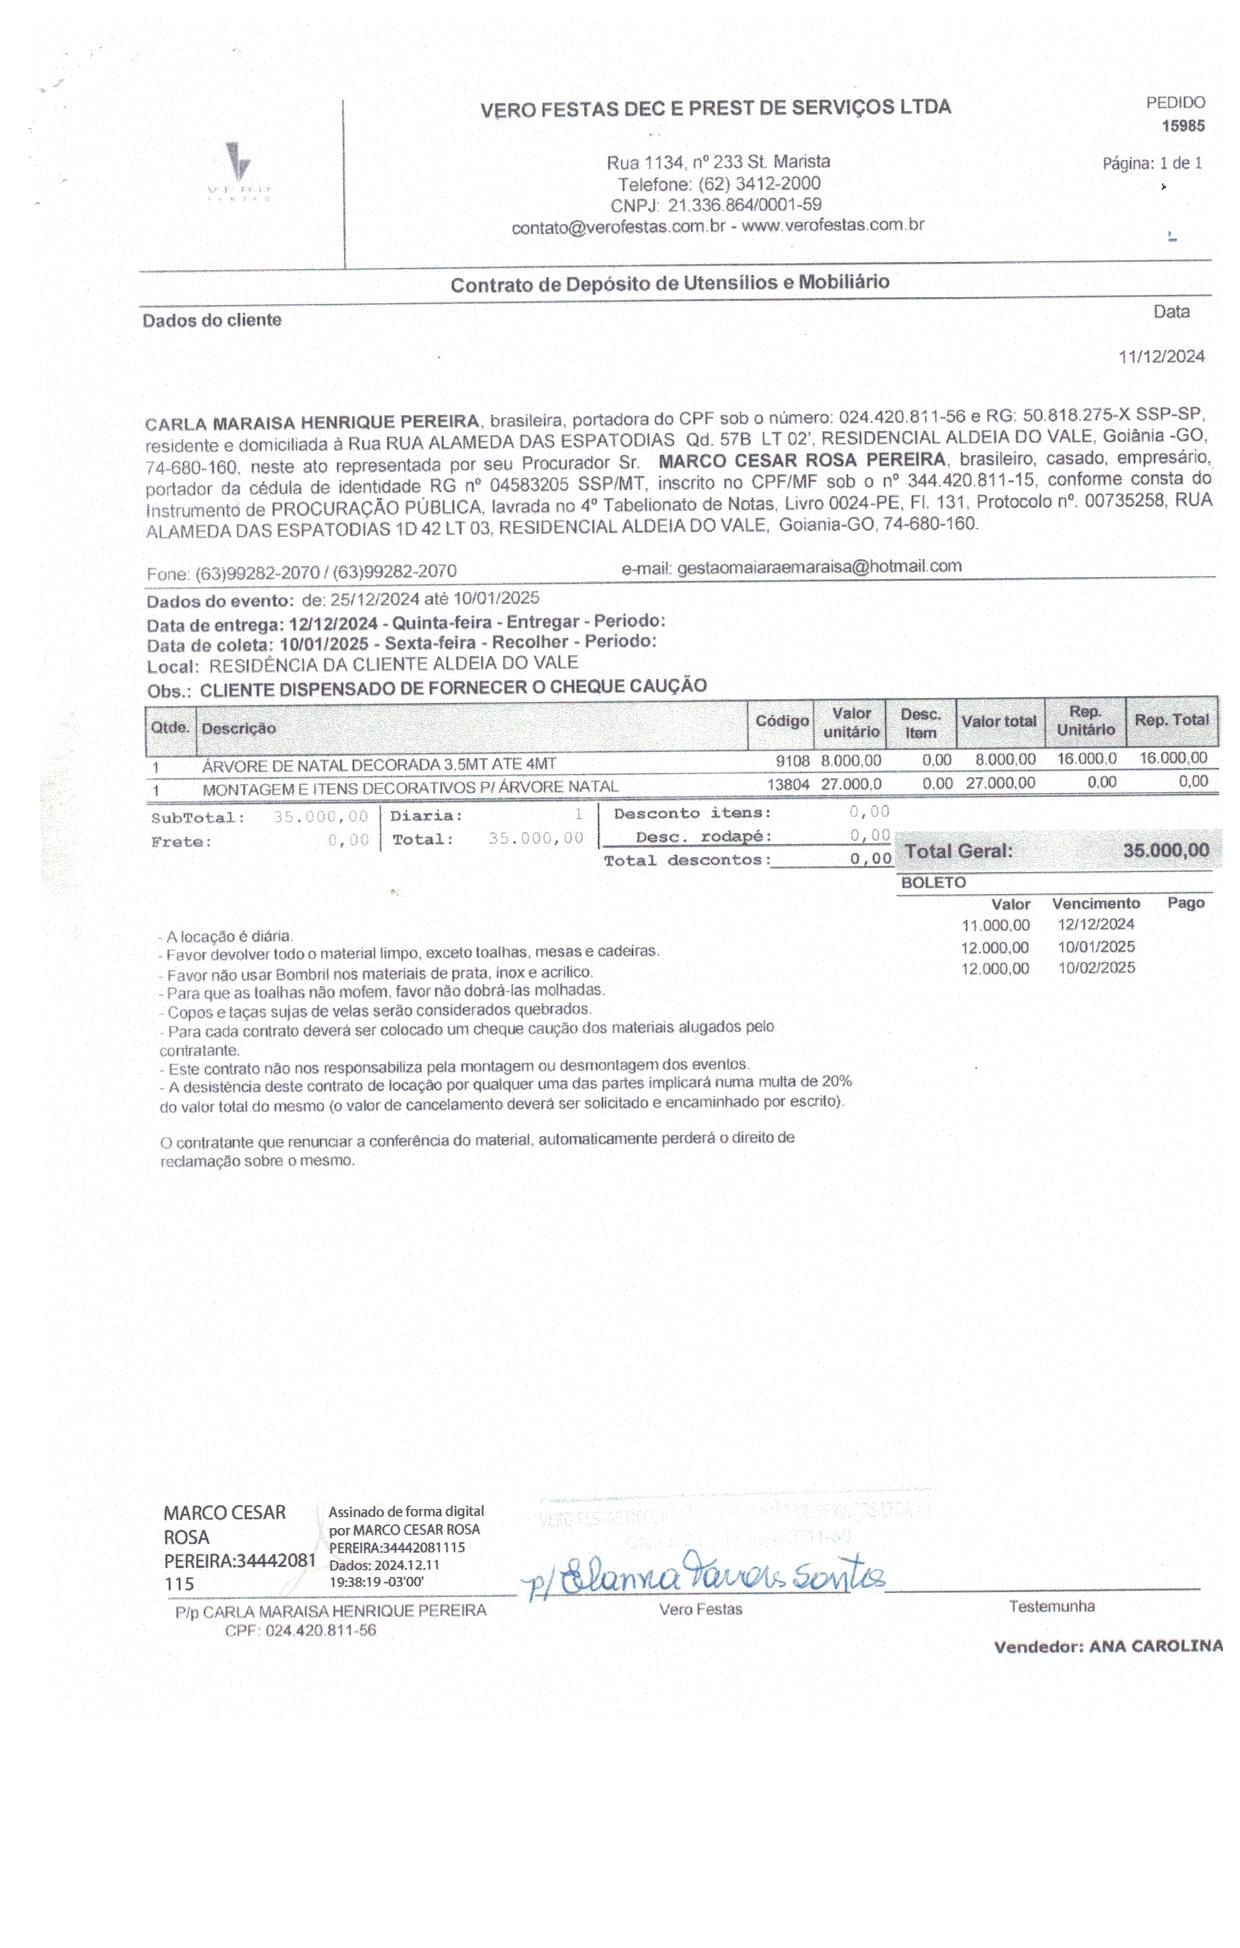 VERO FESTAS DEC E PREST DE SERVIÇOS LTDA
PEDIDO
15985
Rua 1134, nº 233 St. Marista
Página: 1 de 1
Telefone: (62) 3412-2000
CNPJ: 21.336.864/0001-59
contato@verofestas.com.br - www.verofestas.com.br
VERO
FESTAS
Contrato de Depósito de Utensílios e Mobiliário
Dados do cliente
Data
11/12/2024
CARLA MARAISA HENRIQUE PEREIRA, brasileira, portadora do CPF sob o número: 024.420.811-56 e RG: 50.818.275-X SSP-SP,
residente e domiciliada à Rua RUA ALAMEDA DAS ESPATODIAS Qd. 57B LT 02', RESIDENCIAL ALDEIA DO VALE, Goiânia -GO,
74-680-160, neste ato representada por seu Procurador Sr. MARCO CESAR ROSA PEREIRA, brasileiro, casado, empresário,
portador da cédula de identidade RG nº 04583205 SSP/MT, inscrito no CPF/MF sob o nº 344.420.811-15, conforme consta do
Instrumento de PROCURAÇÃO PÚBLICA, lavrada no 4º Tabelionato de Notas, Livro 0024-PE, Fl. 131, Protocolo nº. 00735258, RUA
ALAMEDA DAS ESPATODIAS 1D 42 LT 03, RESIDENCIAL ALDEIA DO VALE, Goiania-GO, 74-680-160.
Fone: (63)99282-2070 / (63)99282-2070 e-mail: gestaomaiaraemaraisa@hotmail.com
Dados do evento: de: 25/12/2024 até 10/01/2025
Data de entrega: 12/12/2024 - Quinta-feira - Entregar - Periodo:
Data de coleta: 10/01/2025 - Sexta-feira - Recolher - Periodo:
Local: RESIDÊNCIA DA CLIENTE ALDEIA DO VALE
Obs.: CLIENTE DISPENSADO DE FORNECER O CHEQUE CAUÇÃO
Qtde. Descrição Código Valor unitário Desc. Item Valor total Rep. Unitário Rep. Total
1 ÁRVORE DE NATAL DECORADA 3,5MT ATE 4MT 9108 8.000,00 0,00 8.000,00 16.000,0 16.000,00
1 MONTAGEM E ITENS DECORATIVOS P/ ÁRVORE NATAL 13804 27.000,0 0,00 27.000,00 0,00 0,00
SubTotal: 35.000,00 Diaria: 1 Desconto itens: 0,00
Frete: 0,00 Total: 35.000,00 Desc. rodapé: 0,00
Total descontos: 0,00
Total Geral: 35.000,00
BOLETO
Valor Vencimento Pago
11.000,00 12/12/2024
12.000,00 10/01/2025
12.000,00 10/02/2025
- A locação é diária.
- Favor devolver todo o material limpo, exceto toalhas, mesas e cadeiras.
- Favor não usar Bombril nos materiais de prata, inox e acrílico.
- Para que as toalhas não mofem, favor não dobrá-las molhadas.
- Copos e taças sujas de velas serão considerados quebrados.
- Para cada contrato deverá ser colocado um cheque caução dos materiais alugados pelo
contratante.
- Este contrato não nos responsabiliza pela montagem ou desmontagem dos eventos.
- A desistência deste contrato de locação por qualquer uma das partes implicará numa multa de 20%
do valor total do mesmo (o valor de cancelamento deverá ser solicitado e encaminhado por escrito).
O contratante que renunciar a conferência do material, automaticamente perderá o direito de
reclamação sobre o mesmo.
MARCO CESAR
ROSA
PEREIRA:34442081
115
Assinado de forma digital
por MARCO CESAR ROSA
PEREIRA:34442081115
Dados: 2024.12.11
19:38:19 -03'00'
p/ Elanna Tavares Santos
P/p CARLA MARAISA HENRIQUE PEREIRA
CPF: 024.420.811-56
Vero Festas
Testemunha
Vendedor: ANA CAROLINA